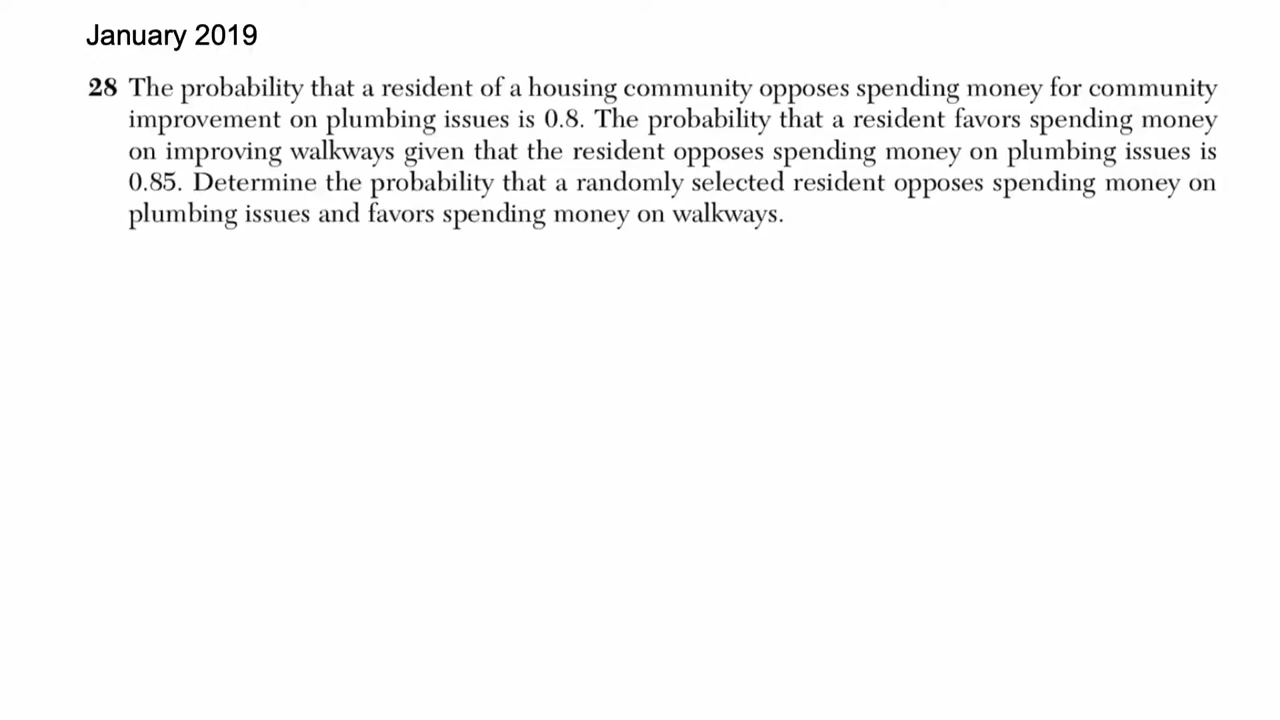 January 2019
28 The probability that a resident of a housing community opposes spending money for community
improvement on plumbing issues is 0.8. The probability that a resident favors spending money
on improving walkways given that the resident opposes spending money on plumbing issues is
0.85. Determine the probability that a randomly selected resident opposes spending money on
plumbing issues and favors spending money on walkways.